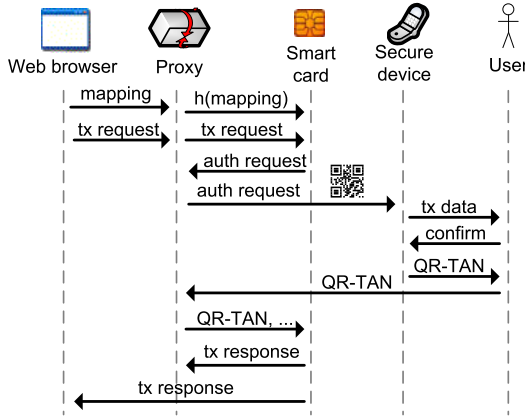 Web browser
Proxy
Smart
card
Secure
device
User
mapping
h(mapping)
tx request
tx request
auth request
auth request
tx data
confirm
QR-TAN
QR-TAN
QR-TAN, ...
tx response
tx response